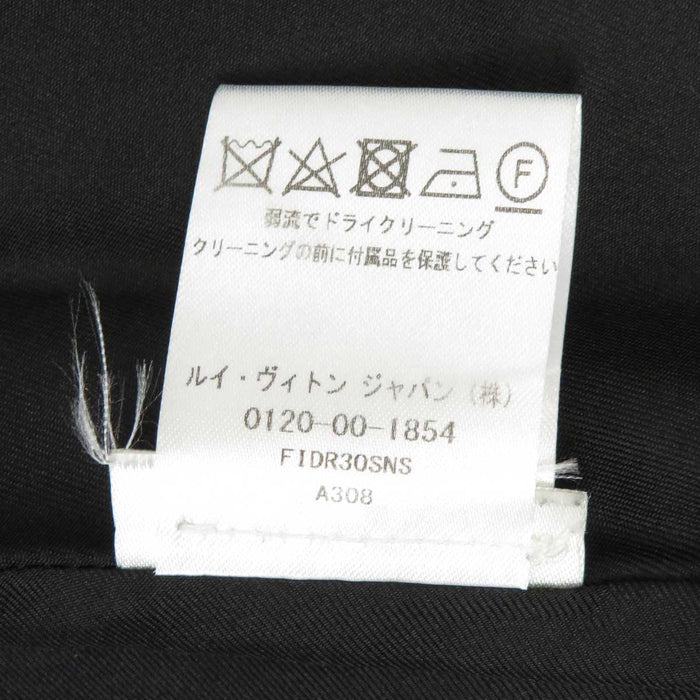 F
弱流でドライクリーニング
クリーニングの前に付属品を保護してください
ルイ・ヴィトン ジャパン（株）
0120-00-1854
FIDR30SNS
A308